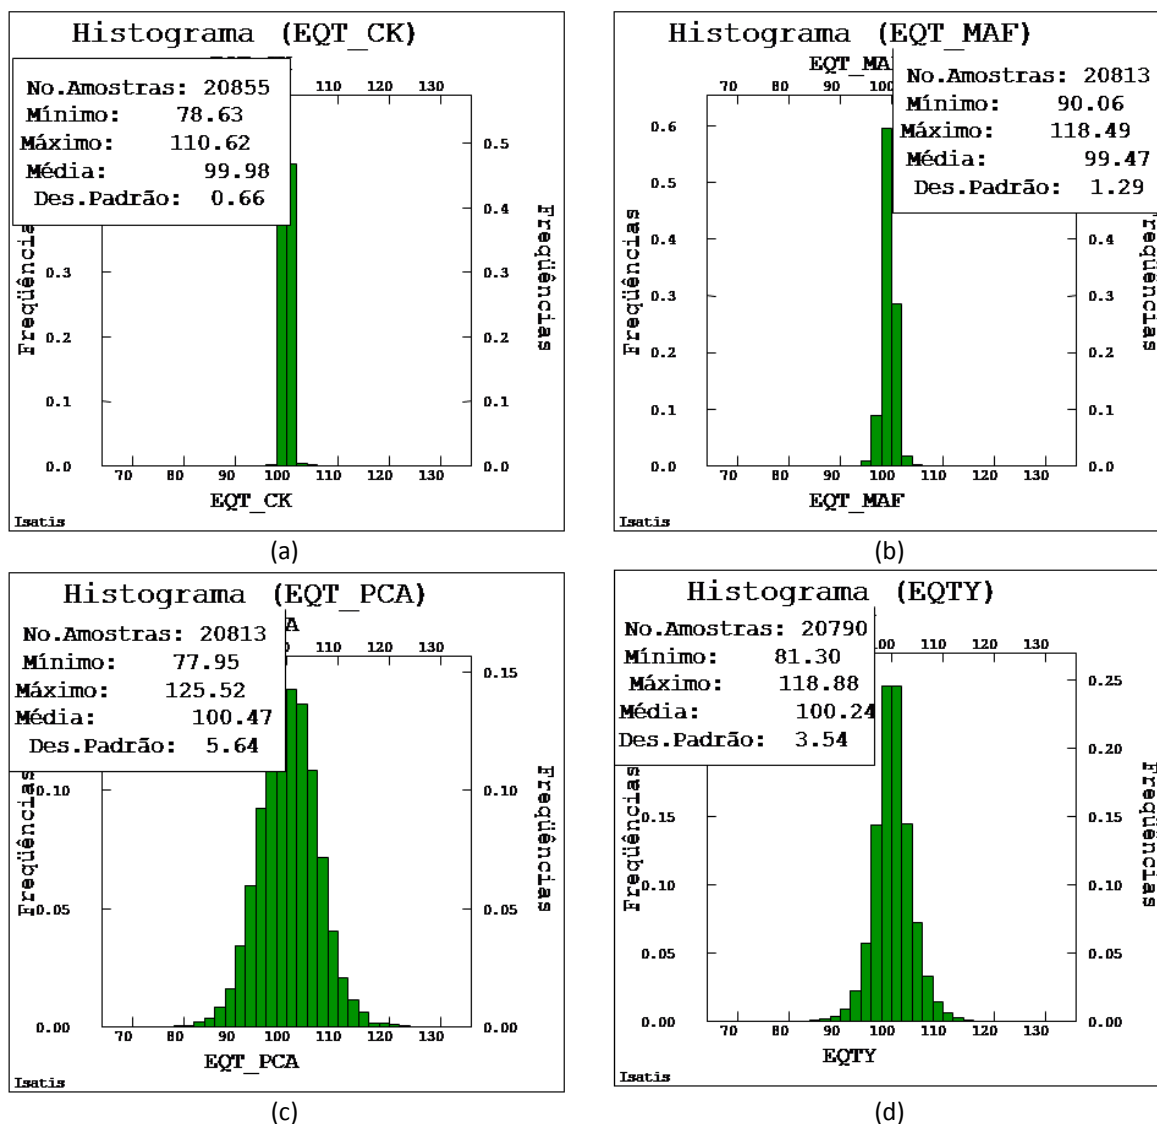 Histograma (EQT_CK)
No.Amostras: 20855
Mínimo: 78.63
Máximo: 110.62
Média: 99.98
Des.Padrão: 0.66
110 120 130
0.5
0.4
0.3 0.3
0.2 0.2
0.1 0.1
0.0 0.0
Freqüências
Freqüências
70 80 90 100 110 120 130
EQT_CK
Isatis
(a)
Histograma (EQT_MAF)
EQT_MA
No.Amostras: 20813
Mínimo: 90.06
Máximo: 118.49
Média: 99.47
Des.Padrão: 1.29
70 80 90
0.6
0.5
0.4 0.4
0.3 0.3
0.2 0.2
0.1 0.1
0.0 0.0
Freqüências
Freqüências
70 80 90 100 110 120 130
EQT_MAF
Isatis
(b)
Histograma (EQT_PCA)
A
No.Amostras: 20813
Mínimo: 77.95
Máximo: 125.52
Média: 100.47
Des.Padrão: 5.64
110 120 130
0.15
0.10 0.10
0.05 0.05
0.00 0.00
Freqüências
Freqüências
70 80 90 100 110 120 130
EQT_PCA
Isatis
(c)
Histograma (EQTY)
No.Amostras: 20790
Mínimo: 81.30
Máximo: 118.88
Média: 100.24
Des.Padrão: 3.54
100 110 120 130
0.25
0.20
0.15 0.15
0.10 0.10
0.05 0.05
0.00 0.00
Freqüências
Freqüências
70 80 90 100 110 120 130
EQTY
Isatis
(d)